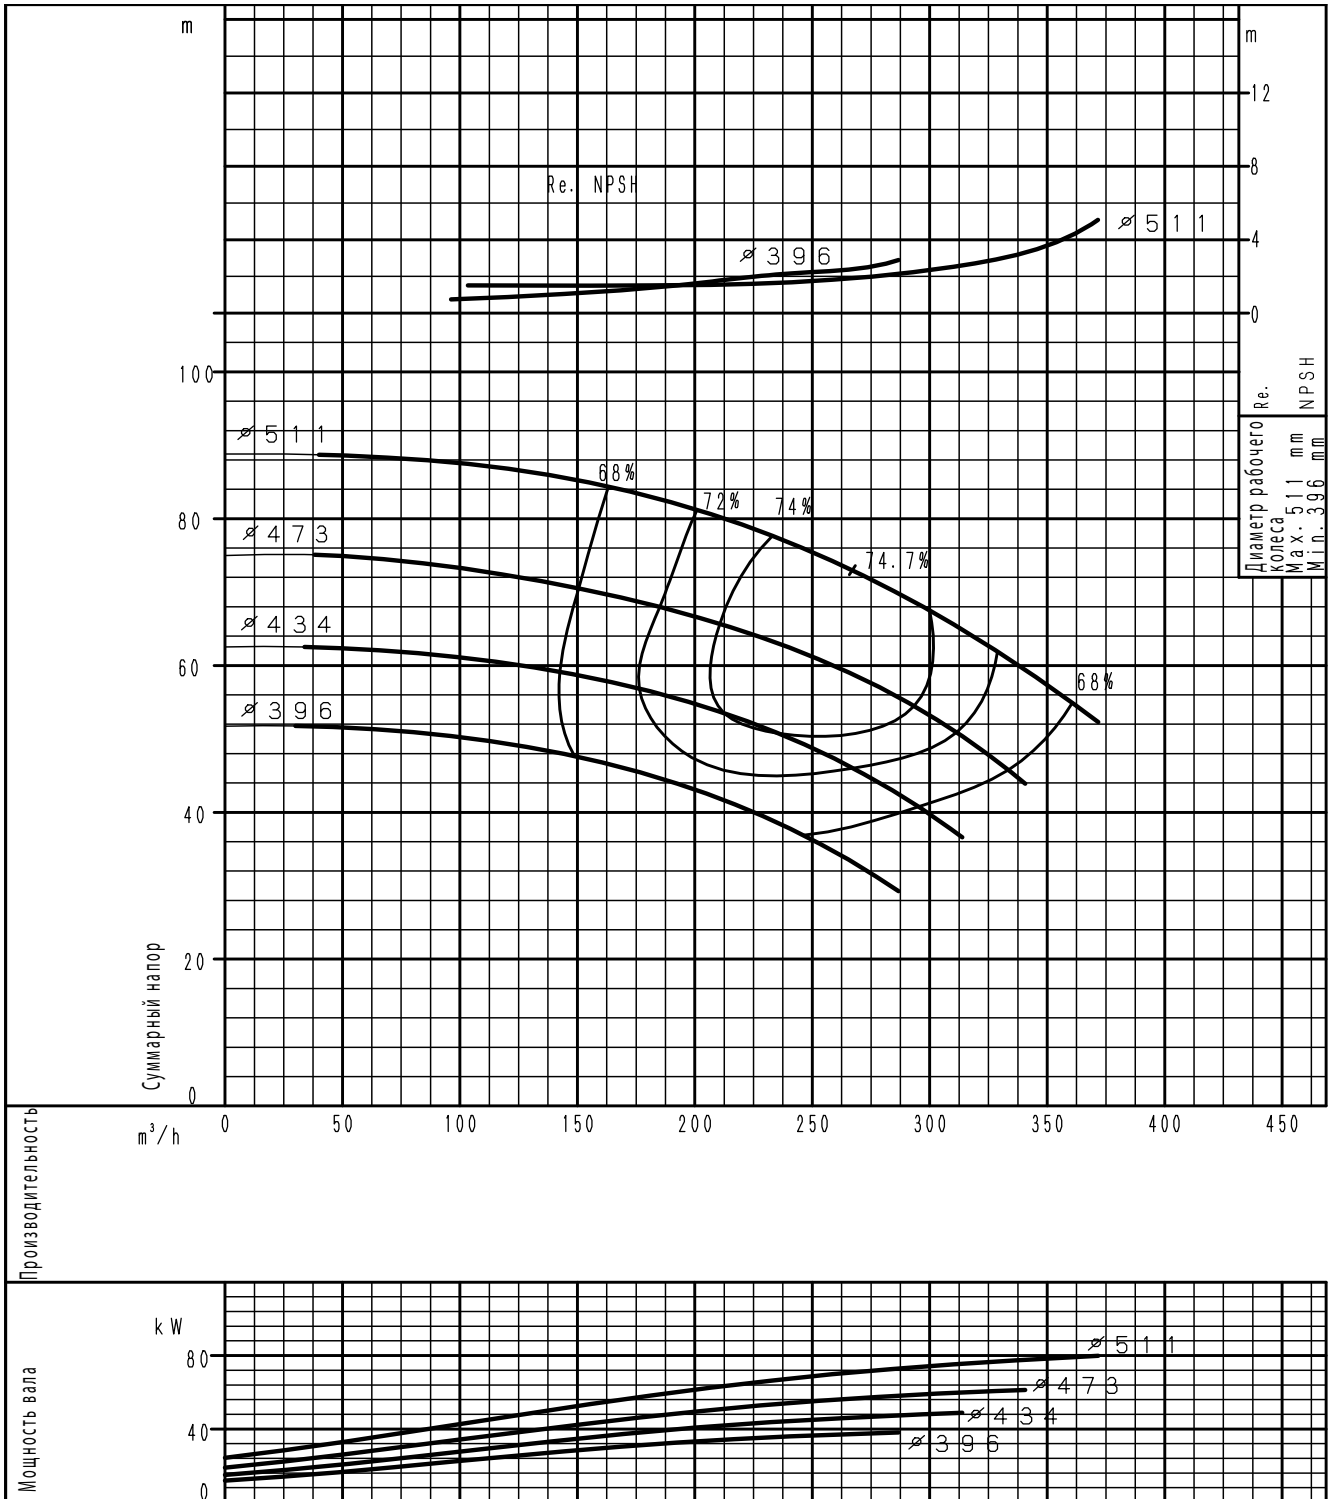 m
m
12
8
Re. NPSH
⌀ 511
4
⌀ 396
0
Re. NPSH
100
⌀ 511
68%
72%
74%
80
⌀ 473
74.7%
Диаметр рабочего
колеса
Max. 511 mm
Min. 396 mm
⌀ 434
60
68%
⌀ 396
40
20
Суммарный напор
0
m³/h
0 50 100 150 200 250 300 350 400 450
Производительность
kW
⌀ 511
80
⌀ 473
⌀ 434
40
⌀ 396
Мощность вала
0